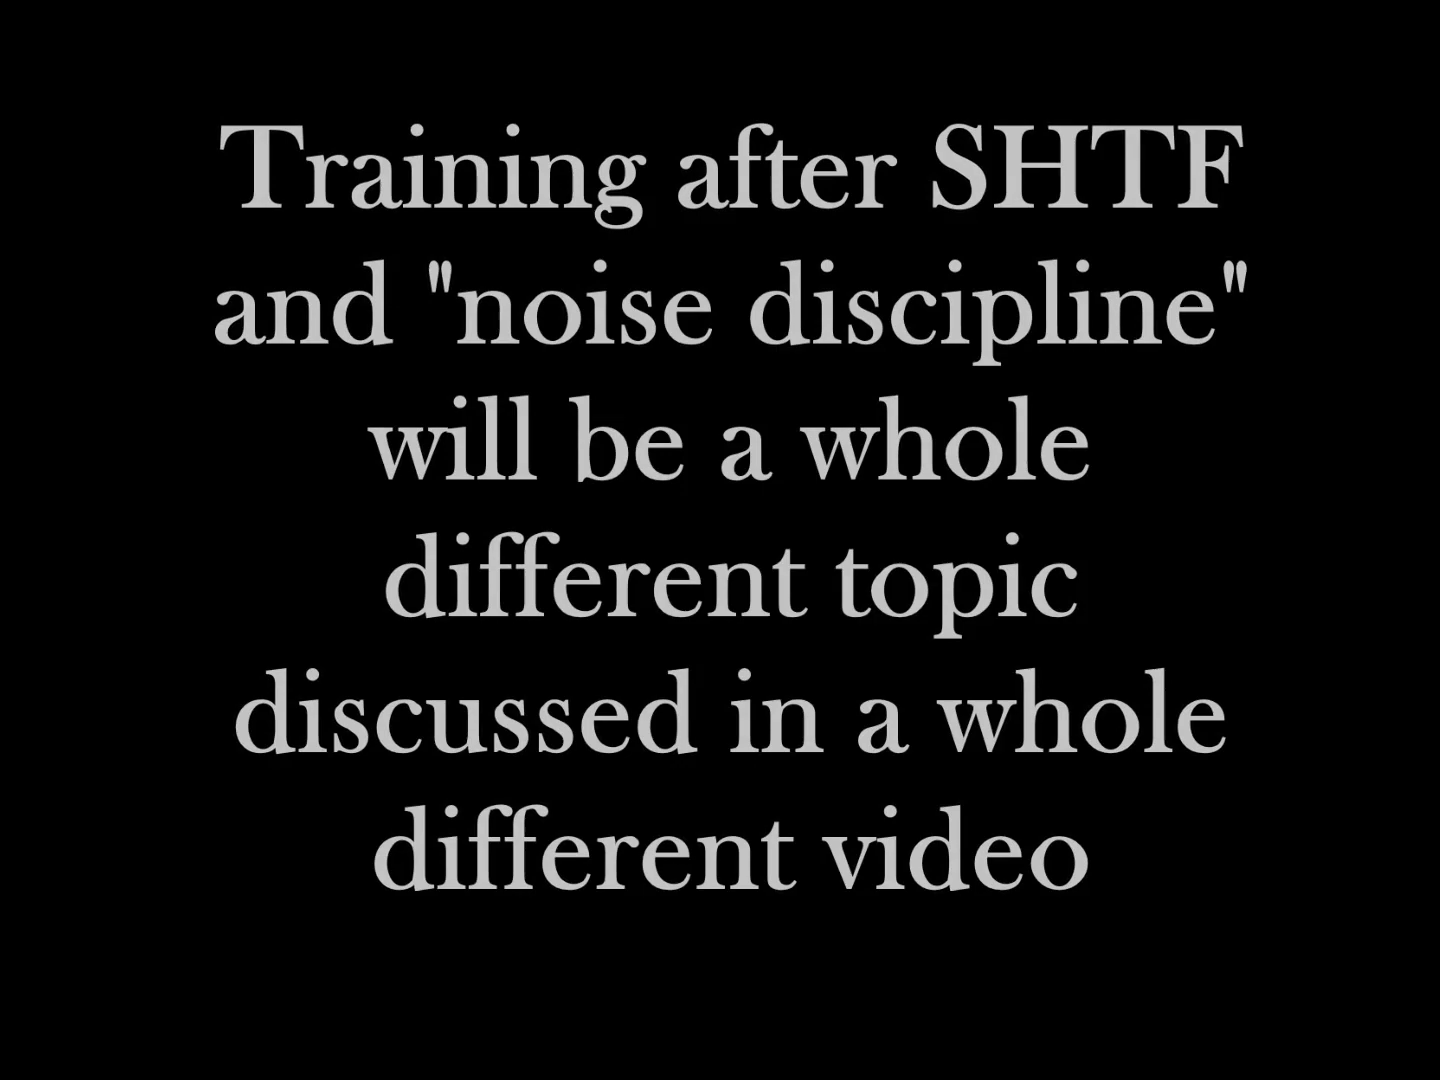 Training after SHTF
and "noise discipline"
will be a whole
different topic
discussed in a whole
different video